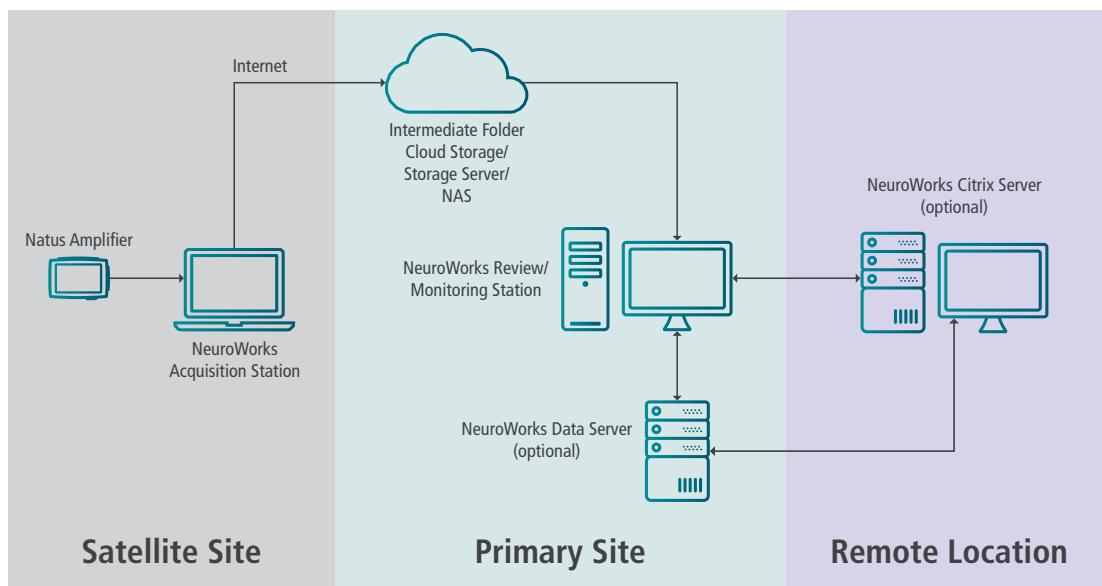 Internet
Intermediate Folder
Cloud Storage/
Storage Server/
NAS
NeuroWorks Citrix Server
(optional)
Natus Amplifier
NeuroWorks Review/
Monitoring Station
NeuroWorks
Acquisition Station
NeuroWorks Data Server
(optional)
Satellite Site
Primary Site
Remote Location